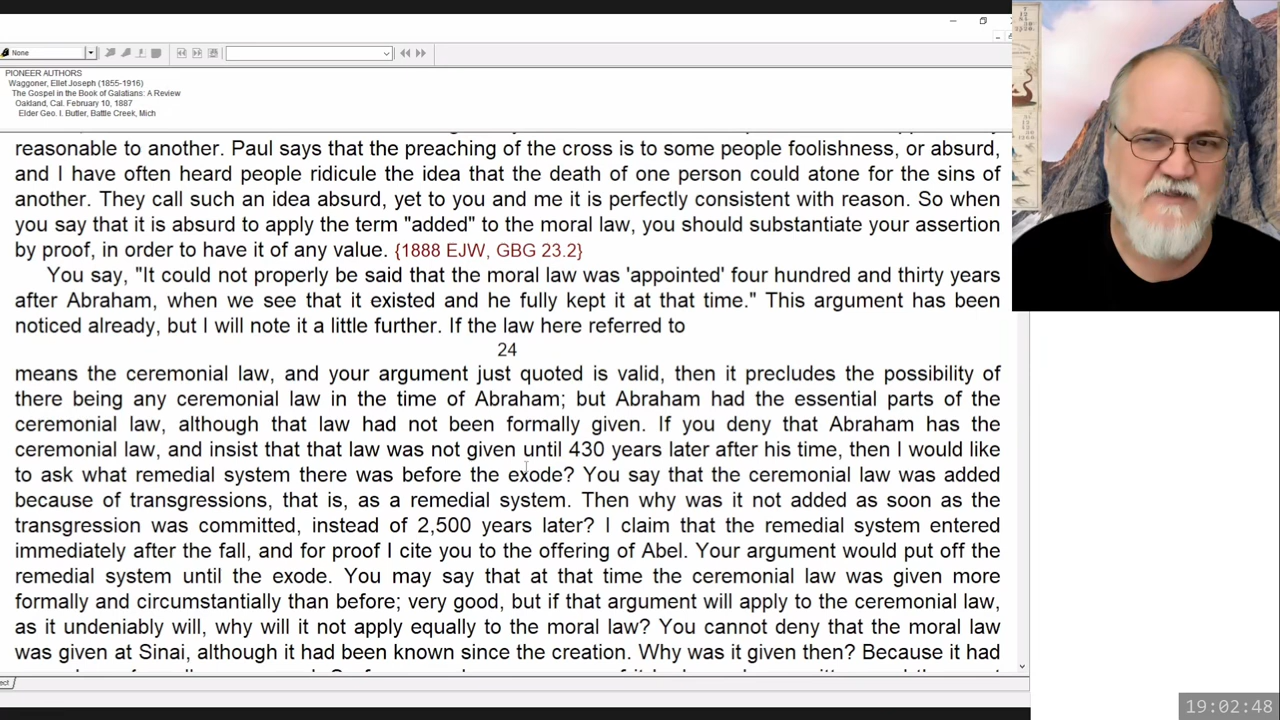 None
PIONEER AUTHORS
Waggoner, Ellet Joseph (1855-1916)
The Gospel in the Book of Galatians: A Review
Oakland, Cal. February 10, 1887
Elder Geo. I. Butler, Battle Creek, Mich
reasonable to another. Paul says that the preaching of the cross is to some people foolishness, or absurd,
and I have often heard people ridicule the idea that the death of one person could atone for the sins of
another. They call such an idea absurd, yet to you and me it is perfectly consistent with reason. So when
you say that it is absurd to apply the term "added" to the moral law, you should substantiate your assertion
by proof, in order to have it of any value. {1888 EJW, GBG 23.2}
You say, "It could not properly be said that the moral law was 'appointed' four hundred and thirty years
after Abraham, when we see that it existed and he fully kept it at that time." This argument has been
noticed already, but I will note it a little further. If the law here referred to
24
means the ceremonial law, and your argument just quoted is valid, then it precludes the possibility of
there being any ceremonial law in the time of Abraham; but Abraham had the essential parts of the
ceremonial law, although that law had not been formally given. If you deny that Abraham has the
ceremonial law, and insist that that law was not given until 430 years later after his time, then I would like
to ask what remedial system there was before the exode? You say that the ceremonial law was added
because of transgressions, that is, as a remedial system. Then why was it not added as soon as the
transgression was committed, instead of 2,500 years later? I claim that the remedial system entered
immediately after the fall, and for proof I cite you to the offering of Abel. Your argument would put off the
remedial system until the exode. You may say that at that time the ceremonial law was given more
formally and circumstantially than before; very good, but if that argument will apply to the ceremonial law,
as it undeniably will, why will it not apply equally to the moral law? You cannot deny that the moral law
was given at Sinai, although it had been known since the creation. Why was it given then? Because it had
19:02:48